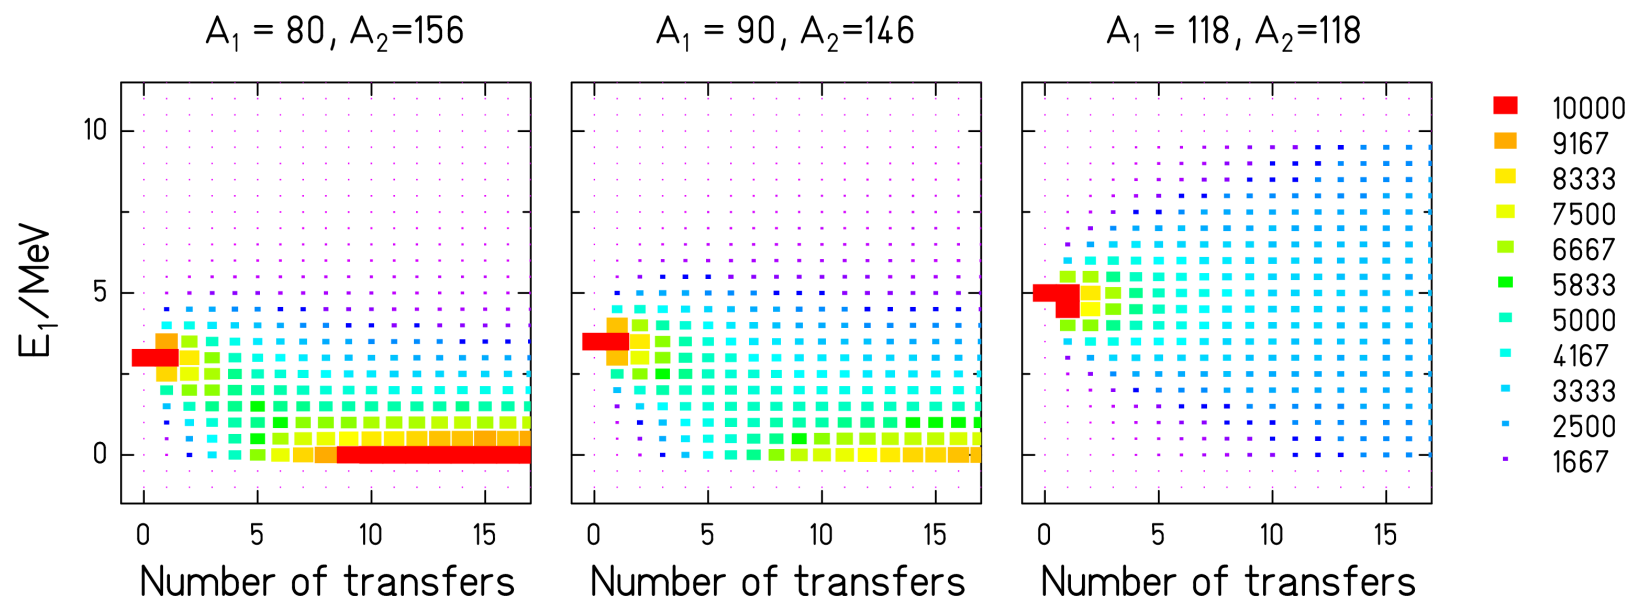 A₁ = 80, A₂=156
A₁ = 90, A₂=146
A₁ = 118, A₂=118
E₁/MeV
10
5
0
0 5 10 15
0 5 10 15
0 5 10 15
Number of transfers
Number of transfers
Number of transfers
10000
9167
8333
7500
6667
5833
5000
4167
3333
2500
1667